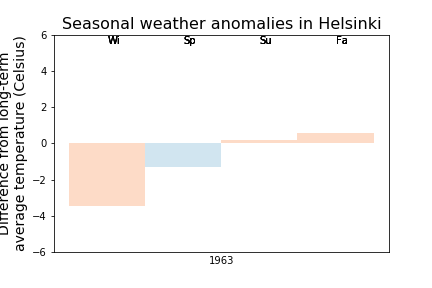 Seasonal weather anomalies in Helsinki
Wi Sp Su Fa
6
4
2
0
−2
−4
−6
Difference from long-term
average temperature (Celsius)
1963